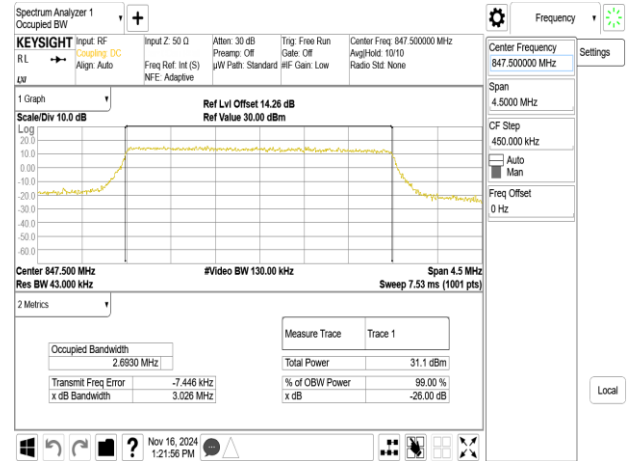 Spectrum Analyzer 1
Occupied BW
Frequency
KEYSIGHT
Input: RF
Coupling: DC
Align: Auto
RL
LXI
Input Z: 50 Ω
Freq Ref: Int (S)
NFE: Adaptive
Atten: 30 dB
Preamp: Off
µW Path: Standard
Trig: Free Run
Gate: Off
#IF Gain: Low
Center Freq: 847.500000 MHz
Avg|Hold: 10/10
Radio Std: None
Center Frequency
847.500000 MHz
Settings
Span
4.5000 MHz
CF Step
450.000 kHz
Auto
Man
Freq Offset
0 Hz
1 Graph
Scale/Div 10.0 dB
Ref Lvl Offset 14.26 dB
Ref Value 30.00 dBm
Log
20.0
10.0
0.00
-10.0
-20.0
-30.0
-40.0
-50.0
-60.0
Center 847.500 MHz
#Video BW 130.00 kHz
Span 4.5 MHz
Res BW 43.000 kHz
Sweep 7.53 ms (1001 pts)
2 Metrics
Measure Trace
Trace 1
Occupied Bandwidth
2.6930 MHz
Total Power
31.1 dBm
Transmit Freq Error
-7.446 kHz
% of OBW Power
99.00 %
x dB Bandwidth
3.026 MHz
x dB
-26.00 dB
Local
?
Nov 16, 2024
1:21:56 PM